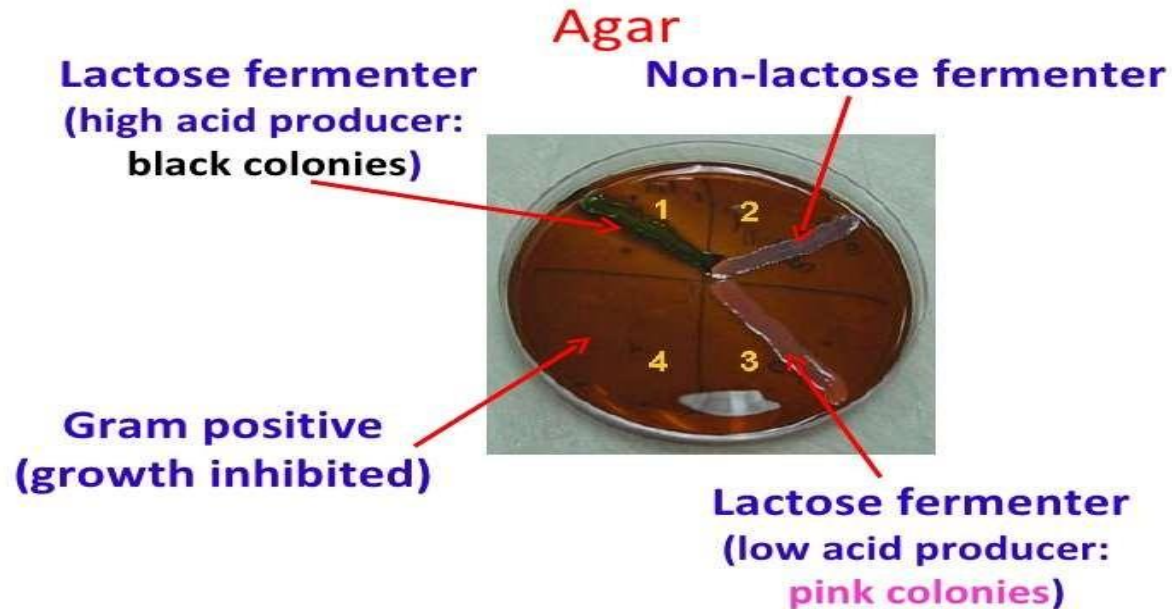 Agar
Lactose fermenter
(high acid producer:
black colonies)
Non-lactose fermenter
1
2
4
3
Gram positive
(growth inhibited)
Lactose fermenter
(low acid producer:
pink colonies)